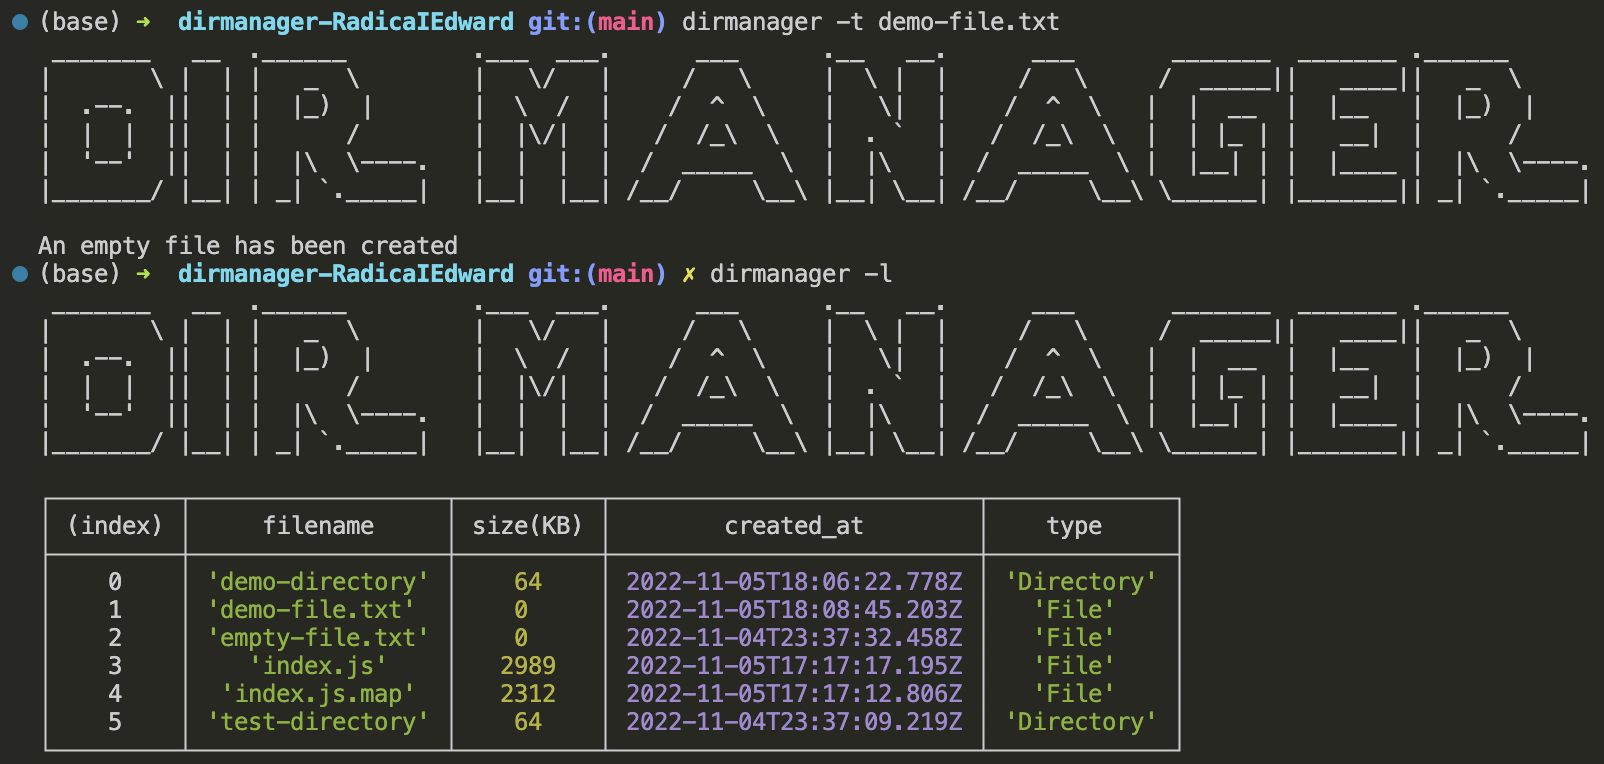 (base) ➜  dirmanager-RadicaIEdward git:(main) dirmanager -t demo-file.txt
DIR MANAGER
An empty file has been created
(base) ➜  dirmanager-RadicaIEdward git:(main) ✗ dirmanager -l
DIR MANAGER
(index) filename size(KB) created_at type
0 'demo-directory' 64 2022-11-05T18:06:22.778Z 'Directory'
1 'demo-file.txt' 0 2022-11-05T18:08:45.203Z 'File'
2 'empty-file.txt' 0 2022-11-04T23:37:32.458Z 'File'
3 'index.js' 2989 2022-11-05T17:17:17.195Z 'File'
4 'index.js.map' 2312 2022-11-05T17:17:12.806Z 'File'
5 'test-directory' 64 2022-11-04T23:37:09.219Z 'Directory'